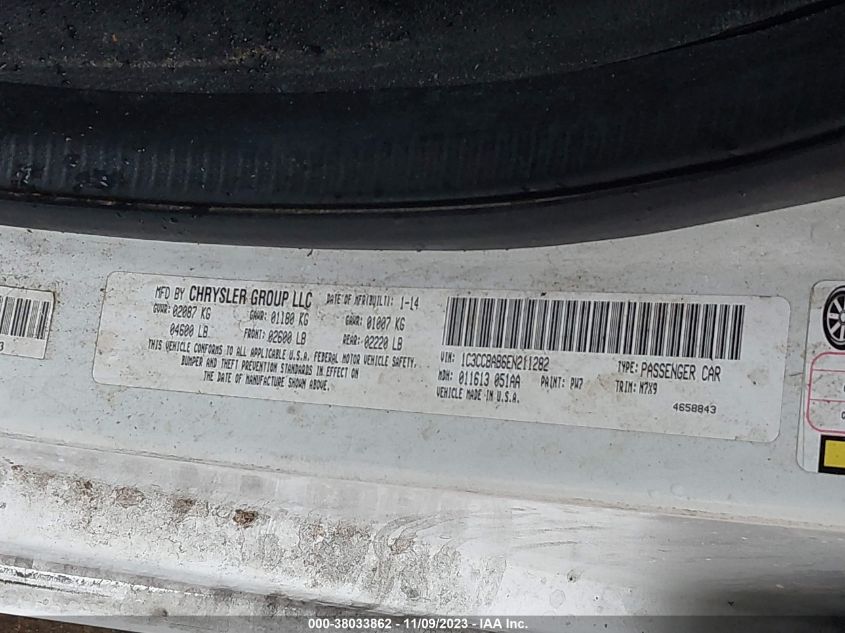 MFD BY CHRYSLER GROUP LLC DATE OF MFR(BUILT): 1-14
GVWR: 02087 KG GAWR: 01180 KG GAWR: 01007 KG
04600 LB FRONT: 02600 LB REAR: 02220 LB
THIS VEHICLE CONFORMS TO ALL APPLICABLE U.S.A. FEDERAL MOTOR VEHICLE SAFETY,
BUMPER AND THEFT PREVENTION STANDARDS IN EFFECT ON
THE DATE OF MANUFACTURE SHOWN ABOVE.
VIN: 1C3CCBAB6EN211282 TYPE: PASSENGER CAR
MDH: 011613 051AA PAINT: PW7 TRIM: M7X9
VEHICLE MADE IN U.S.A.
4658843
000-38033862 - 11/09/2023 - IAA Inc.